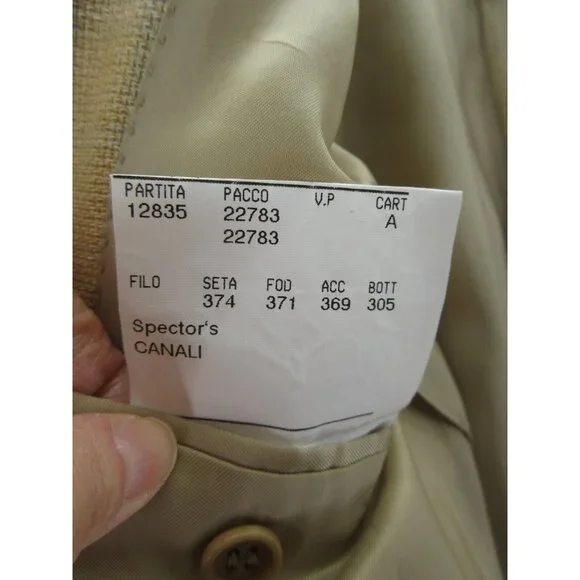 PARTITA PACCO V.P CART
12835 22783 A
22783
FILO SETA FOD ACC BOTT
374 371 369 305
Spector's
CANALI